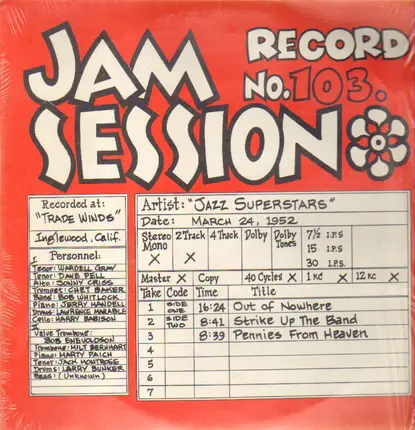 JAM
SESSION
RECORD
No. 103.
Recorded at:
"TRADE WINDS"
Inglewood, Calif.
Personnel:
I
Tenor: WARDELL GRAY
Tenor: DAVE PELL
Alto: SONNY CRISS
Trumpet: CHET BAKER
Bass: BOB WHITLOCK
Piano: JERRY HANDELL
Drums: LAWRENCE MARABLE
Cello: HARRY BABISON
II
Valve Trombone:
BOB ENEVOLDSON
Trombone: MILT BERNHART
Piano: MARTY PAICH
Tenor: JACK MONTROSE
Drums: LARRY BUNKER
Bass: (Unknown)
Artist: "JAZZ SUPERSTARS"
Date: MARCH 24, 1952
Stereo 2 Track 4 Track Dolby Dolby Tones 7½ I.P.S
Mono 15 I.P.S
X X 30 I.P.S
Master X Copy 40 Cycles X 1 KC X 12 KC X
Take Code Time Title
1 SIDE ONE 16:24 Out of Nowhere
2 SIDE TWO 8:41 Strike Up The Band
3 8:39 Pennies From Heaven
4
5
6
7